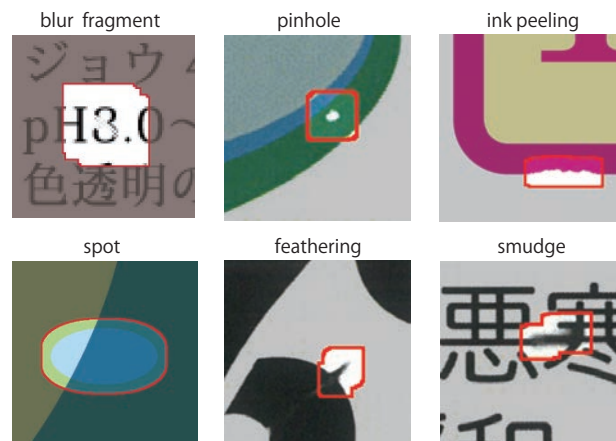 blur fragment
pinhole
ink peeling
ジョウ
pH3.0～
色透明の
spot
feathering
smudge
悪寒